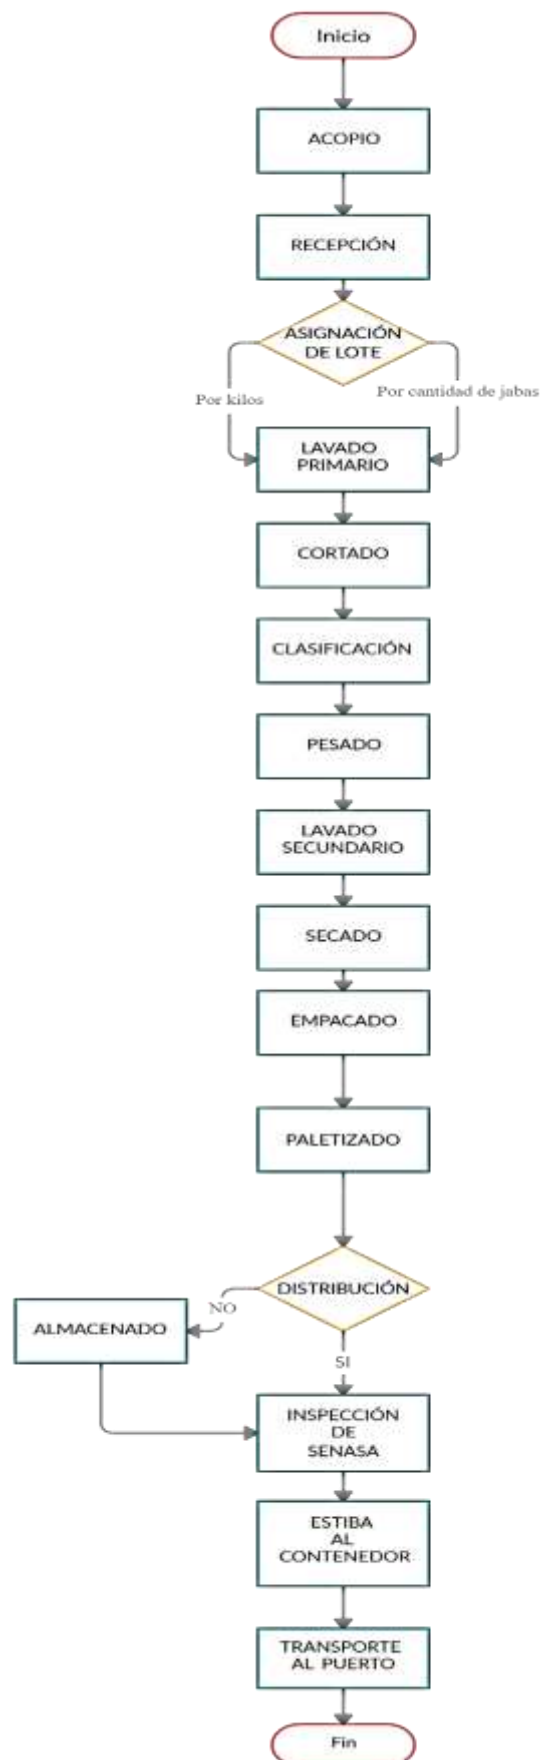 Inicio
ACOPIO
RECEPCIÓN
ASIGNACIÓN
DE LOTE
Por kilos
Por cantidad de jabas
LAVADO
PRIMARIO
CORTADO
CLASIFICACIÓN
PESADO
LAVADO
SECUNDARIO
SECADO
EMPACADO
PALETIZADO
DISTRIBUCIÓN
NO
ALMACENADO
SI
INSPECCIÓN
DE
SENASA
ESTIBA
AL
CONTENEDOR
TRANSPORTE
AL PUERTO
Fin